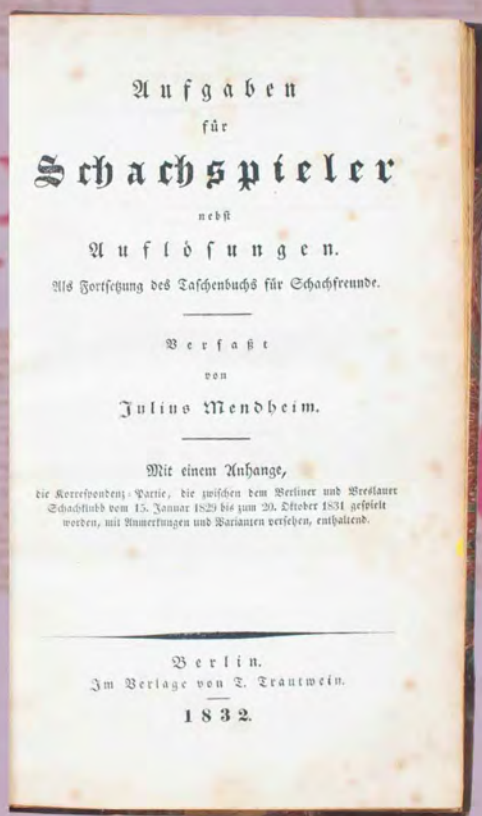 Aufgaben
für
Schachspieler
nebst
Auflösungen.
Als Fortsetzung des Taschenbuchs für Schachfreunde.
Verfaßt
von
Julius Mendheim.
Mit einem Anhange,
die Korrespondenz-Partie, die zwischen dem Berliner und Breslauer
Schachklubb vom 15. Januar 1829 bis zum 20. Oktober 1831 gespielt
worden, mit Anmerkungen und Varianten versehen, enthaltend.
Berlin.
Im Verlage von T. Trautwein.
1832.